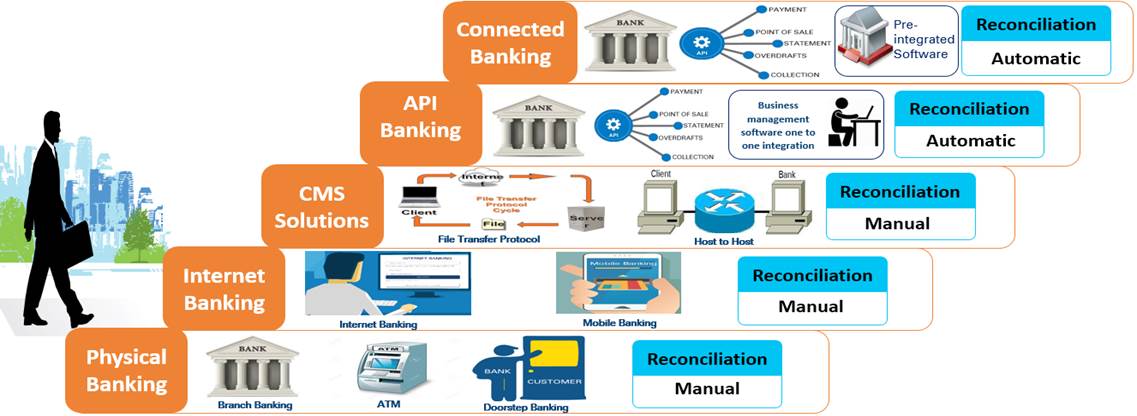 Connected
Banking
BANK
API
PAYMENT
POINT OF SALE
STATEMENT
OVERDRAFTS
COLLECTION
Pre-
integrated
Software
Reconciliation
Automatic
API
Banking
BANK
API
PAYMENT
POINT OF SALE
STATEMENT
OVERDRAFTS
COLLECTION
Business
management
software one to
one integration
Reconciliation
Automatic
CMS
Solutions
Interne
t
Client
File Transfer
Protocol
Cycle
Serve
r
File
File Transfer Protocol
Client
Bank
Host to Host
Reconciliation
Manual
Internet
Banking
INTERNET BANKING
Internet Banking
Mobile Banking
Mobile Banking
Reconciliation
Manual
Physical
Banking
BANK
Branch Banking
ATM
ATM
BANK
CUSTOMER
Doorstep Banking
Reconciliation
Manual